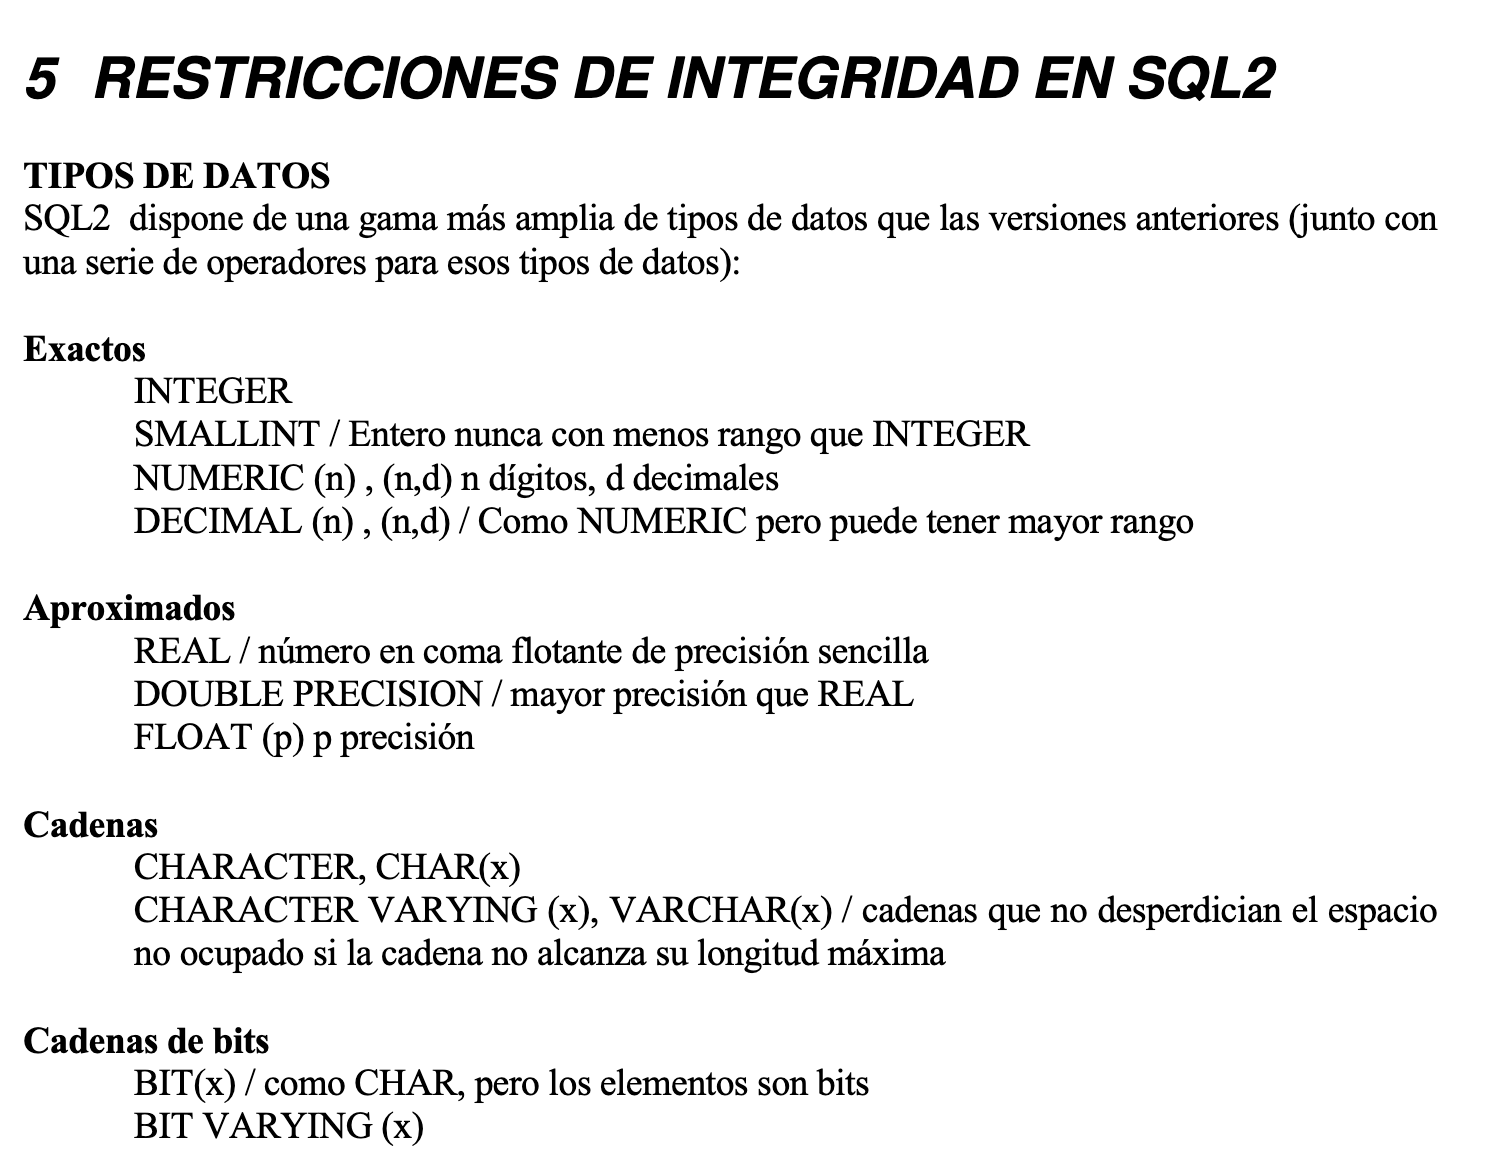 5 RESTRICCIONES DE INTEGRIDAD EN SQL2
TIPOS DE DATOS
SQL2 dispone de una gama más amplia de tipos de datos que las versiones anteriores (junto con
una serie de operadores para esos tipos de datos):
Exactos
INTEGER
SMALLINT / Entero nunca con menos rango que INTEGER
NUMERIC (n) , (n,d) n dígitos, d decimales
DECIMAL (n) , (n,d) / Como NUMERIC pero puede tener mayor rango
Aproximados
REAL / número en coma flotante de precisión sencilla
DOUBLE PRECISION / mayor precisión que REAL
FLOAT (p) p precisión
Cadenas
CHARACTER, CHAR(x)
CHARACTER VARYING (x), VARCHAR(x) / cadenas que no desperdician el espacio
no ocupado si la cadena no alcanza su longitud máxima
Cadenas de bits
BIT(x) / como CHAR, pero los elementos son bits
BIT VARYING (x)